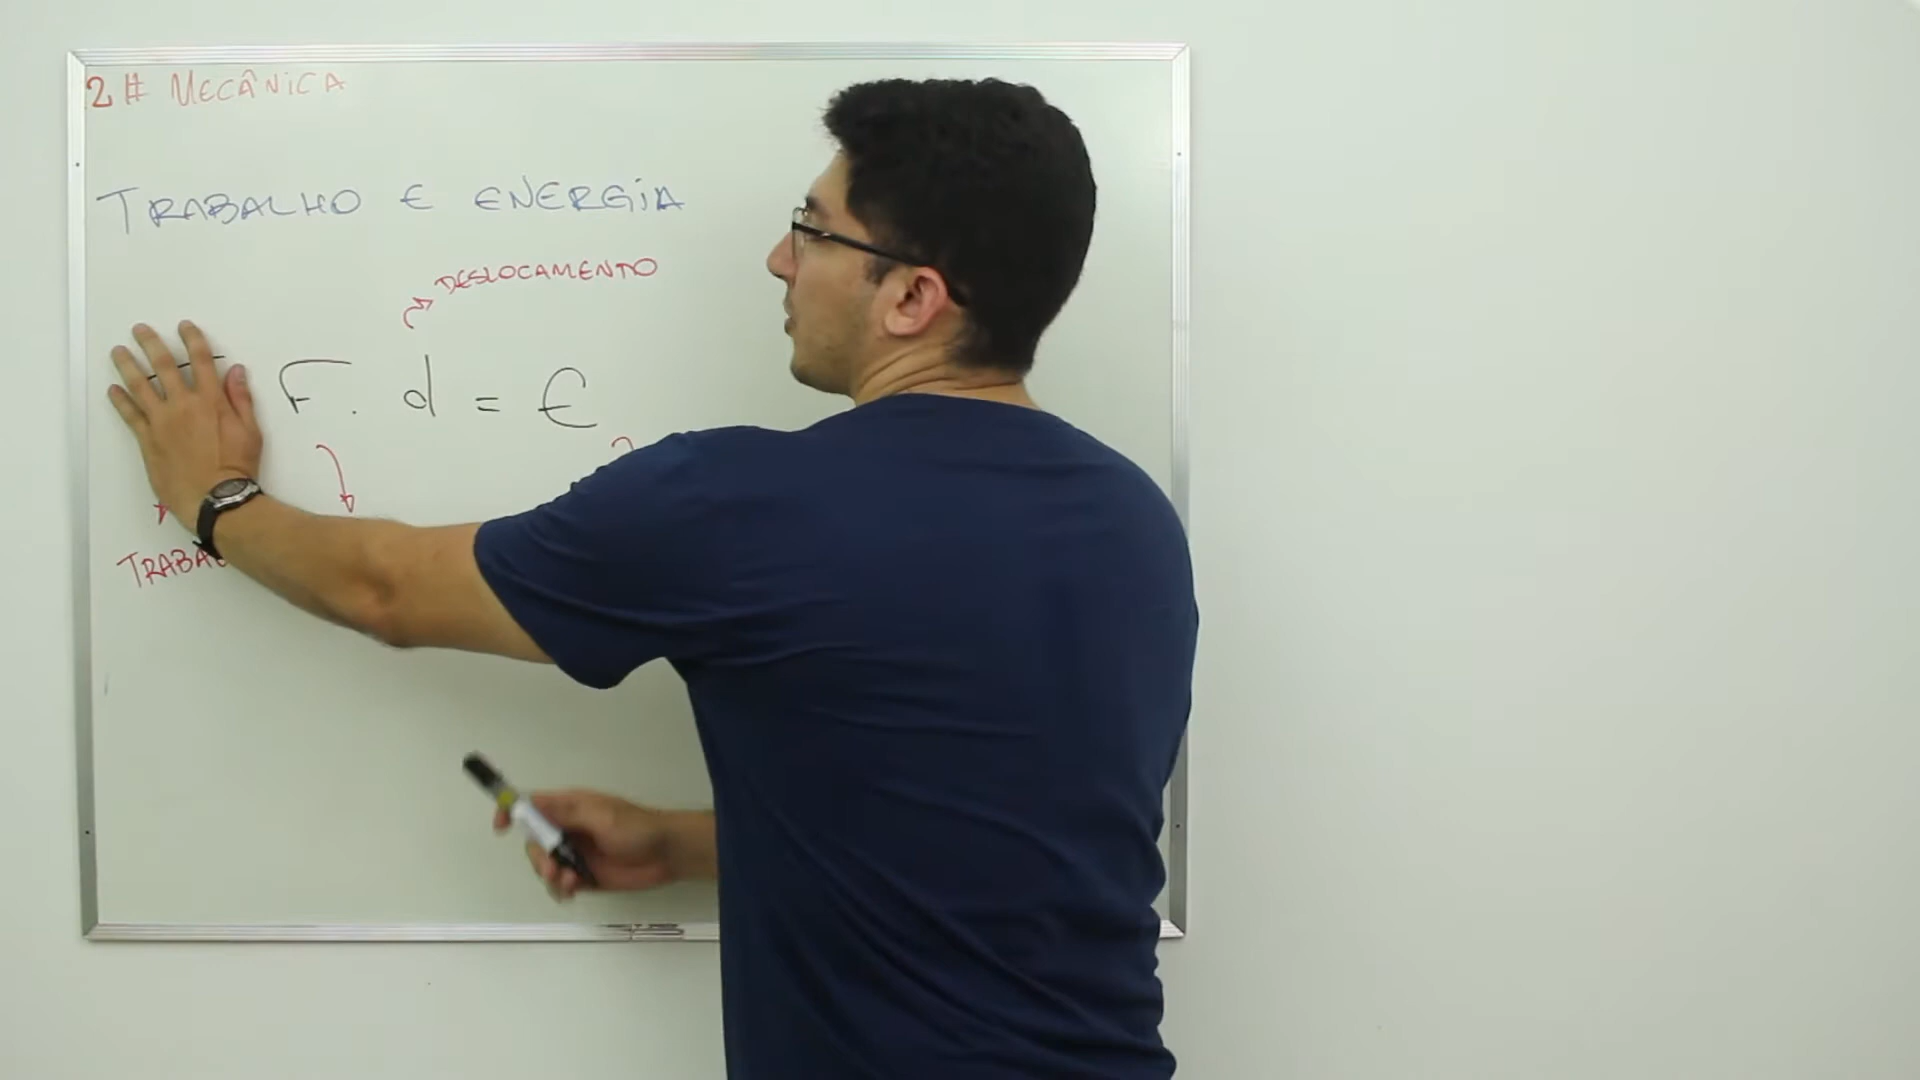 2 # MECÂNICA
TRABALHO E ENERGIA
DESLOCAMENTO
F . d = E